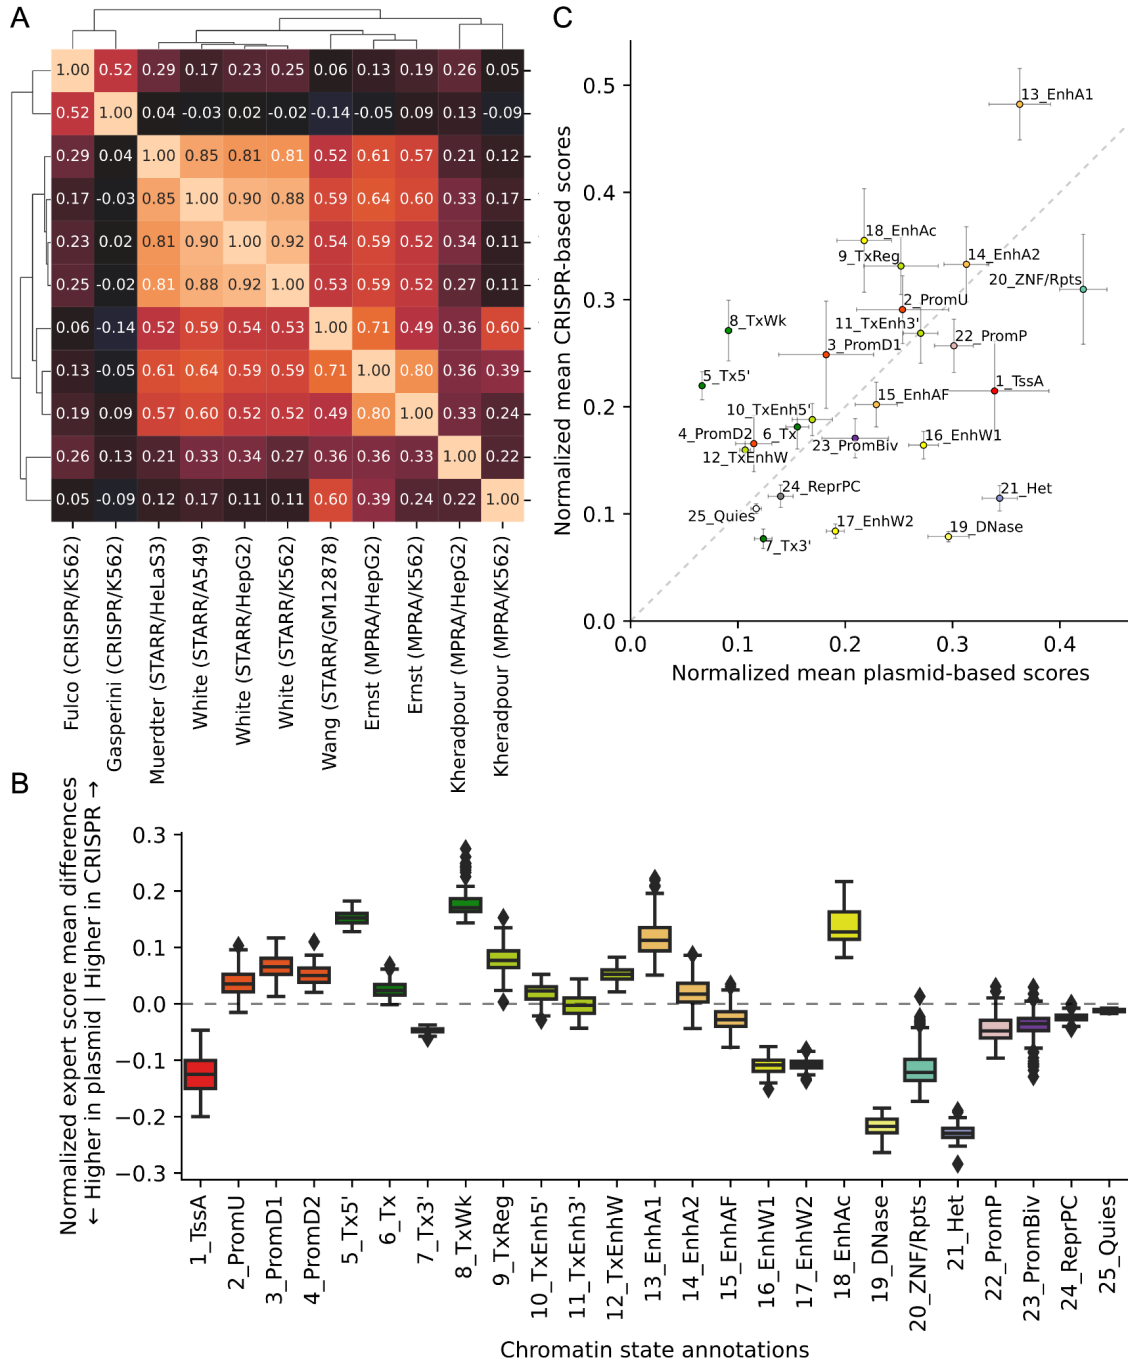 A
1.00 0.52 0.29 0.17 0.23 0.25 0.06 0.13 0.19 0.26 0.05
0.52 1.00 0.04 -0.03 0.02 -0.02 -0.14 -0.05 0.09 0.13 -0.09
0.29 0.04 1.00 0.85 0.81 0.81 0.52 0.61 0.57 0.21 0.12
0.17 -0.03 0.85 1.00 0.90 0.88 0.59 0.64 0.60 0.33 0.17
0.23 0.02 0.81 0.90 1.00 0.92 0.54 0.59 0.52 0.34 0.11
0.25 -0.02 0.81 0.88 0.92 1.00 0.53 0.59 0.52 0.27 0.11
0.06 -0.14 0.52 0.59 0.54 0.53 1.00 0.71 0.49 0.36 0.60
0.13 -0.05 0.61 0.64 0.59 0.59 0.71 1.00 0.80 0.36 0.39
0.19 0.09 0.57 0.60 0.52 0.52 0.49 0.80 1.00 0.33 0.24
0.26 0.13 0.21 0.33 0.34 0.27 0.36 0.36 0.33 1.00 0.22
0.05 -0.09 0.12 0.17 0.11 0.11 0.60 0.39 0.24 0.22 1.00
Fulco (CRISPR/K562)
Gasperini (CRISPR/K562)
Muerdter (STARR/HeLaS3)
White (STARR/A549)
White (STARR/HepG2)
White (STARR/K562)
Wang (STARR/GM12878)
Ernst (MPRA/HepG2)
Ernst (MPRA/K562)
Kheradpour (MPRA/HepG2)
Kheradpour (MPRA/K562)
C
Normalized mean CRISPR-based scores
0.5
0.4
0.3
0.2
0.1
0.0
13_EnhA1
18_EnhAc
9_TxReg
14_EnhA2
20_ZNF/Rpts
2_PromU
8_TxWk
11_TxEnh3'
22_PromP
3_PromD1
5_Tx5'
1_TssA
15_EnhAF
10_TxEnh5'
4_PromD2
6_Tx
16_EnhW1
23_PromBiv
12_TxEnhW
24_ReprPC
21_Het
25_Quies
17_EnhW2
19_DNase
7_Tx3'
0.0 0.1 0.2 0.3 0.4
Normalized mean plasmid-based scores
B
Normalized expert score mean differences
← Higher in plasmid | Higher in CRISPR →
0.3
0.2
0.1
0.0
−0.1
−0.2
−0.3
1_TssA
2_PromU
3_PromD1
4_PromD2
5_Tx5'
6_Tx
7_Tx3'
8_TxWk
9_TxReg
10_TxEnh5'
11_TxEnh3'
12_TxEnhW
13_EnhA1
14_EnhA2
15_EnhAF
16_EnhW1
17_EnhW2
18_EnhAc
19_DNase
20_ZNF/Rpts
21_Het
22_PromP
23_PromBiv
24_ReprPC
25_Quies
Chromatin state annotations